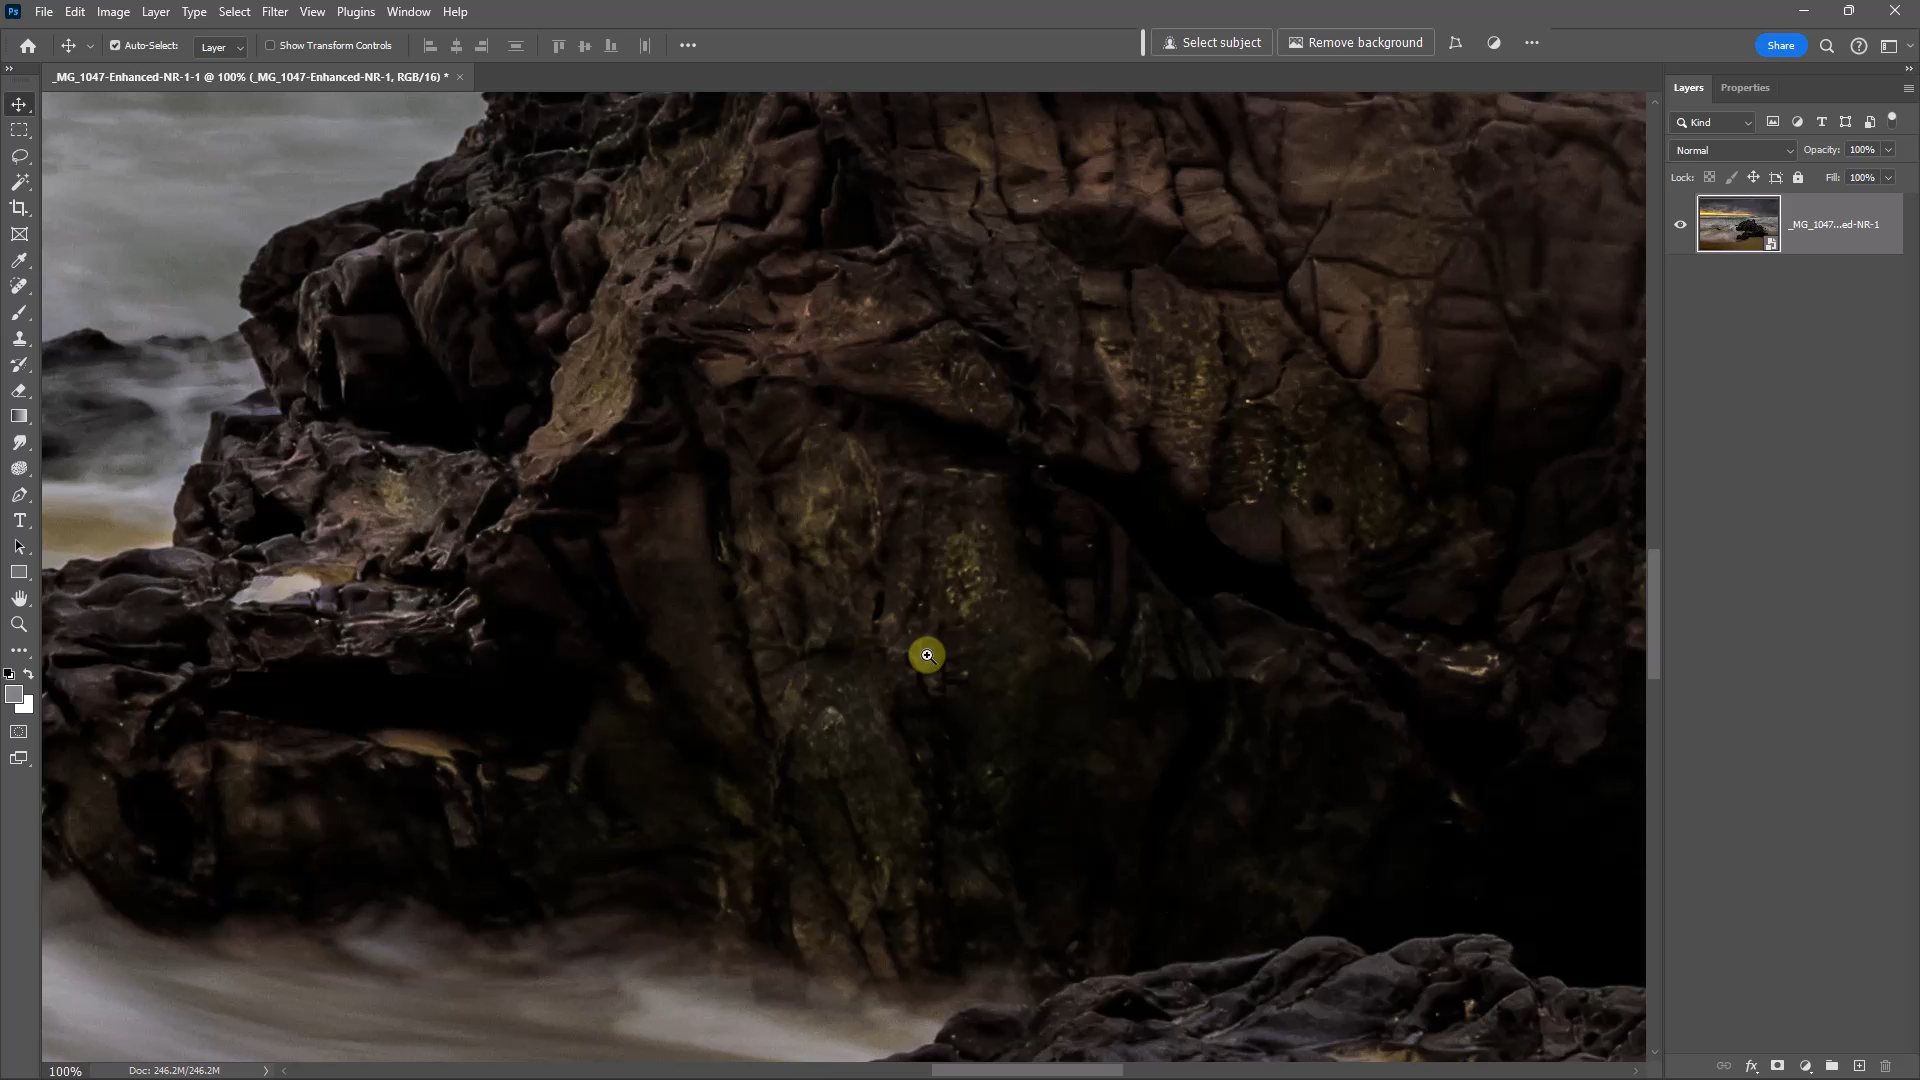 Ps File Edit Image Layer Type Select Filter View Plugins Window Help
Auto-Select: Layer Show Transform Controls Select subject Remove background Share
_MG_1047-Enhanced-NR-1-1 @ 100% (_MG_1047-Enhanced-NR-1, RGB/16) *
Layers Properties
Kind
Normal Opacity: 100%
Lock: Fill: 100%
_MG_1047...ed-NR-1
100% Doc: 246.2M/246.2M